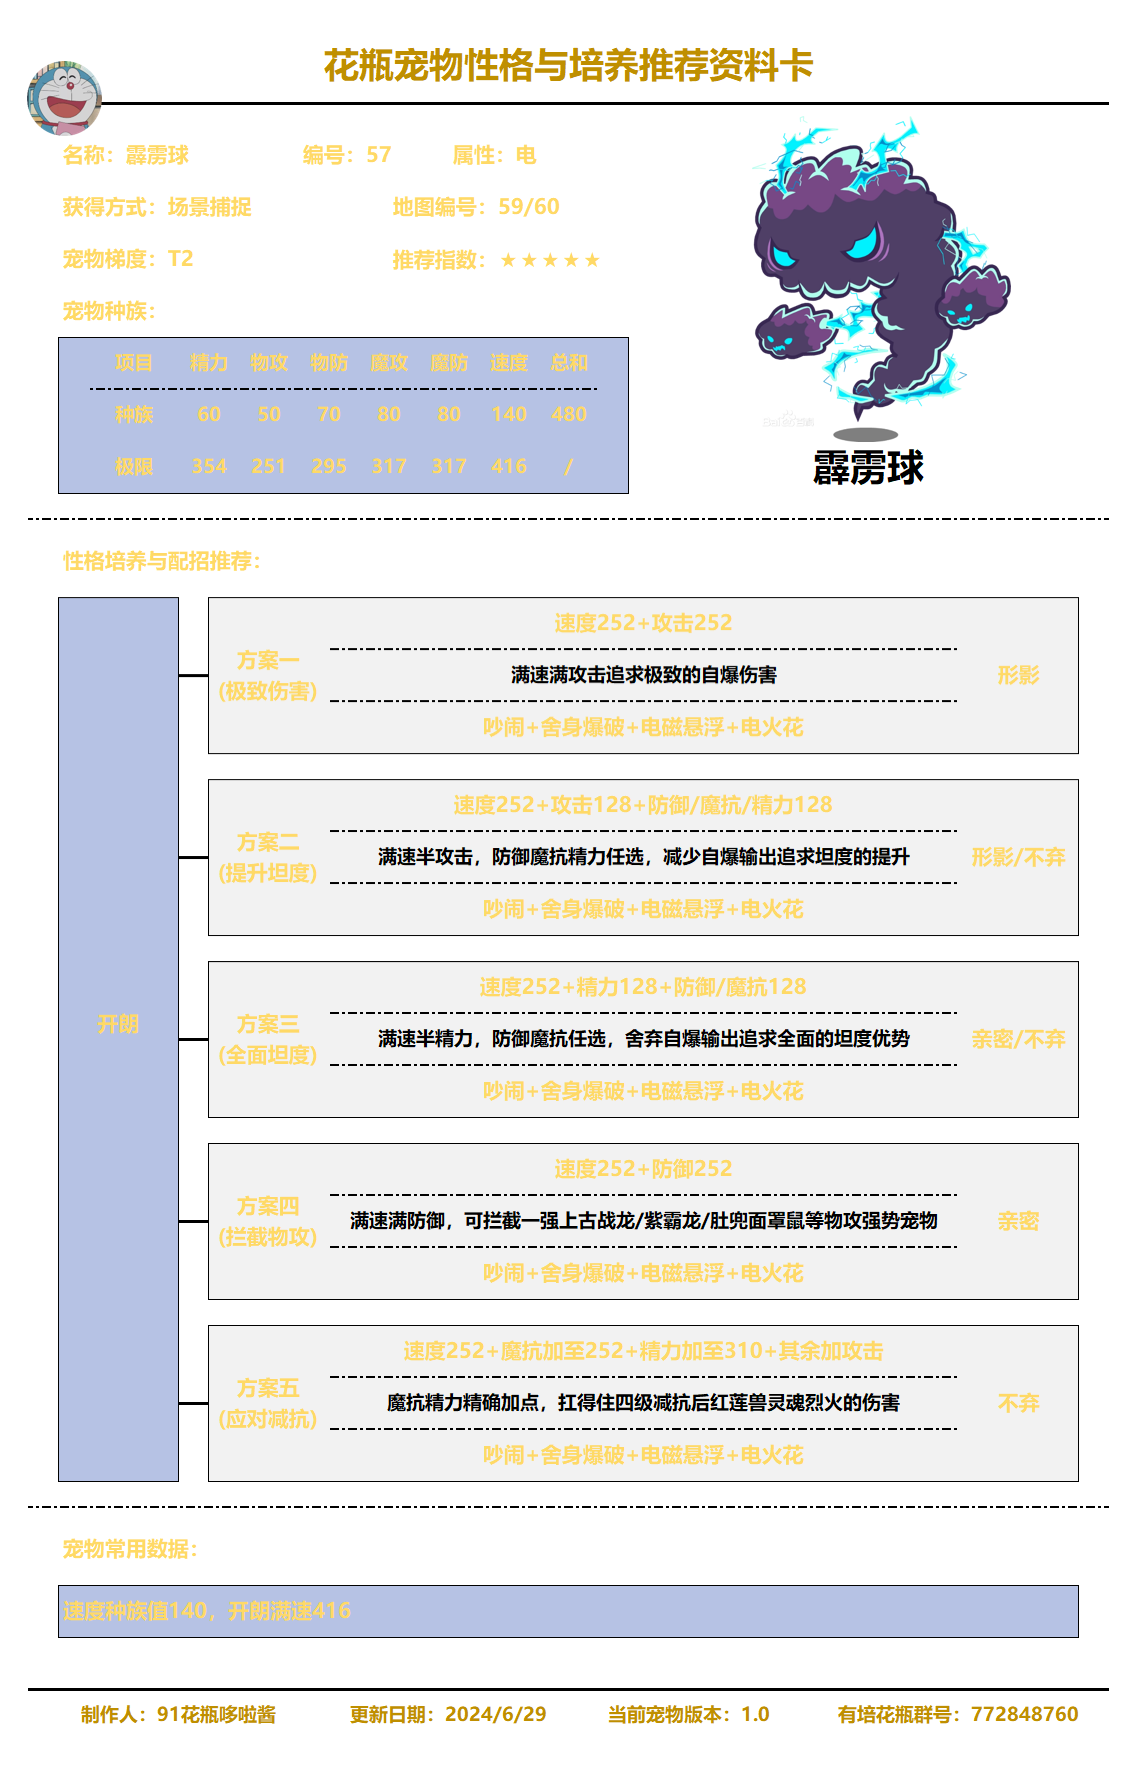 花瓶宠物性格与培养推荐资料卡
名称：霹雳球 编号：57 属性：电
获得方式：场景捕捉 地图编号：59/60
宠物梯度：T2 推荐指数：★★★★★
宠物种族：
项目 精力 物攻 物防 魔攻 魔防 速度 总和
种族 60 50 70 80 80 140 480
极限 354 251 295 317 317 416 /
霹雳球
性格培养与配招推荐：
开朗
方案一
(极致伤害)
速度252+攻击252
满速满攻击追求极致的自爆伤害
吵闹+舍身爆破+电磁悬浮+电火花
形影
方案二
(提升坦度)
速度252+攻击128+防御/魔抗/精力128
满速半攻击，防御魔抗精力任选，减少自爆输出追求坦度的提升
吵闹+舍身爆破+电磁悬浮+电火花
形影/不弃
方案三
(全面坦度)
速度252+精力128+防御/魔抗128
满速半精力，防御魔抗任选，舍弃自爆输出追求全面的坦度优势
吵闹+舍身爆破+电磁悬浮+电火花
亲密/不弃
方案四
(拦截物攻)
速度252+防御252
满速满防御，可拦截一强上古战龙/紫霸龙/肚兜面罩鼠等物攻强势宠物
吵闹+舍身爆破+电磁悬浮+电火花
亲密
方案五
(应对减抗)
速度252+魔抗加至252+精力加至310+其余加攻击
魔抗精力精确加点，扛得住四级减抗后红莲兽灵魂烈火的伤害
吵闹+舍身爆破+电磁悬浮+电火花
不弃
宠物常用数据：
速度种族值140，开朗满速416
制作人：91花瓶哆啦酱 更新日期：2024/6/29 当前宠物版本：1.0 有培花瓶群号：772848760